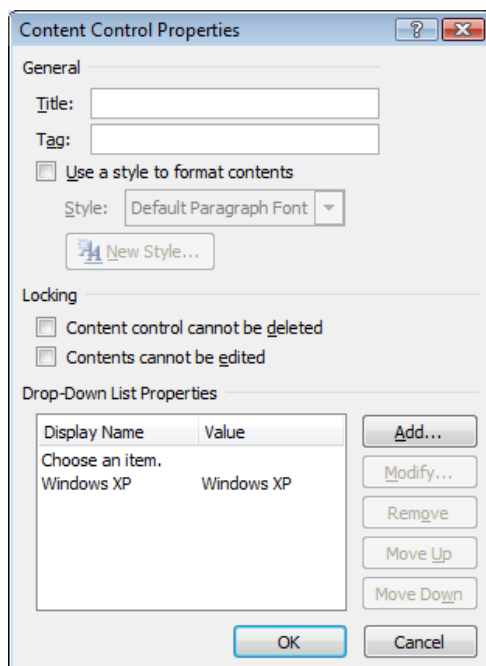 Content Control Properties
General
Title:
Tag:
Use a style to format contents
Style: Default Paragraph Font
New Style...
Locking
Content control cannot be deleted
Contents cannot be edited
Drop-Down List Properties
Display Name Value
Choose an item.
Windows XP Windows XP
Add...
Modify...
Remove
Move Up
Move Down
OK Cancel